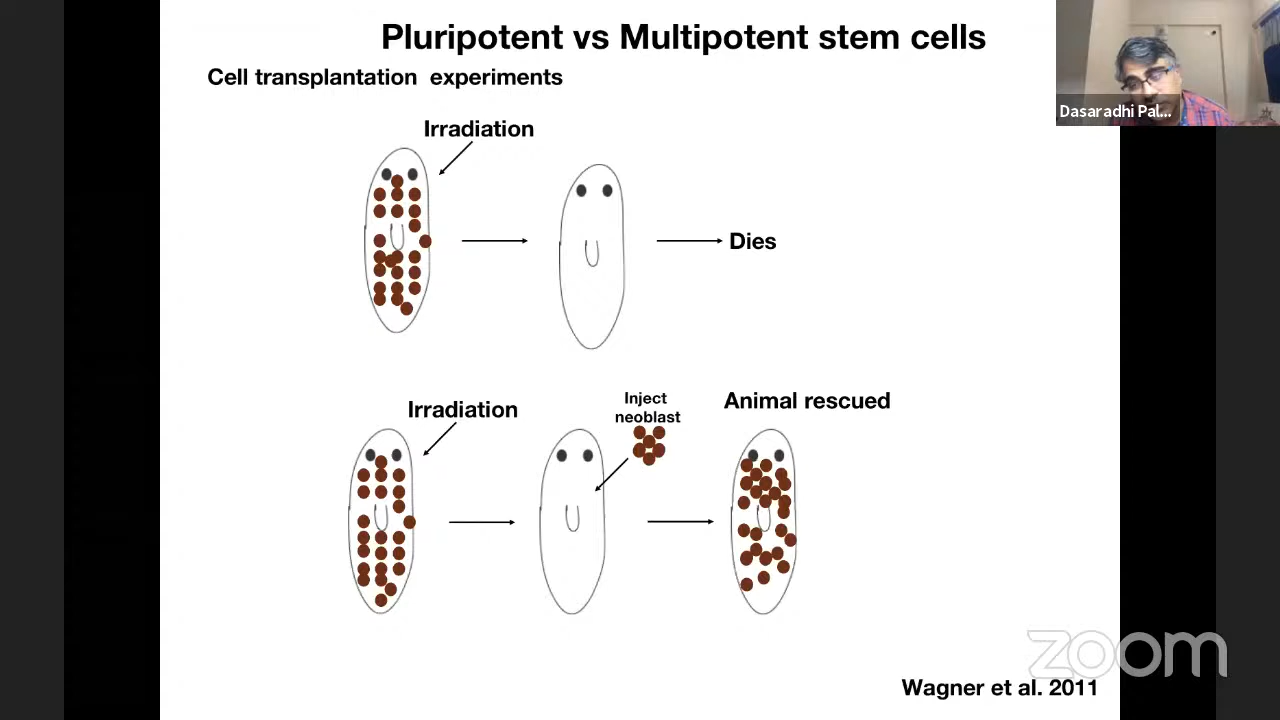 Pluripotent vs Multipotent stem cells
Cell transplantation experiments
Dasaradhi Pal...
Irradiation
Dies
Irradiation
Inject
neoblast
Animal rescued
zoom
Wagner et al. 2011